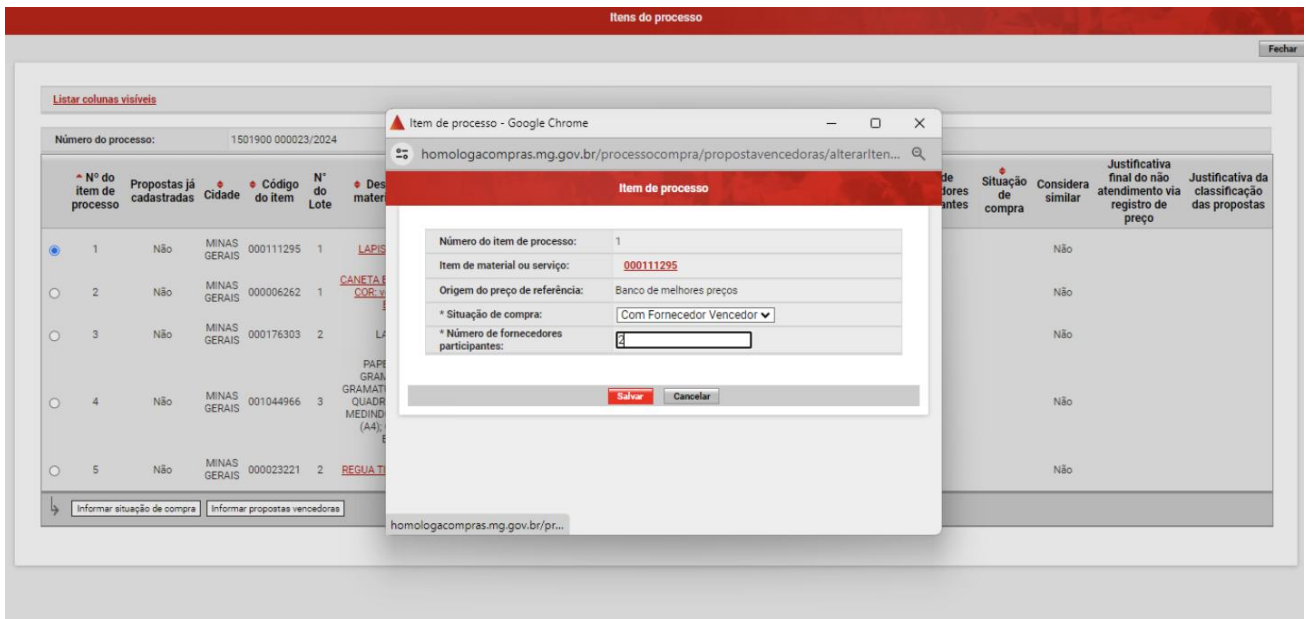 Itens do processo
Fechar
Listar colunas visíveis
Número do processo: 1501900 000023/2024
Nº do item de processo
Propostas já cadastradas
Cidade
Código do item
N° do Lote
Situação de compra
Considera similar
Justificativa final do não atendimento via registro de preço
Justificativa da classificação das propostas
1 Não MINAS GERAIS 000111295 1 LAPIS Não
2 Não MINAS GERAIS 000006262 1 CANETA COR: Não
3 Não MINAS GERAIS 000176303 2 Não
4 Não MINAS GERAIS 001044966 3 Não
5 Não MINAS GERAIS 000023221 2 REGUA Não
Informar situação de compra Informar propostas vencedoras
Item de processo - Google Chrome
homologacompras.mg.gov.br/processocompra/propostavencedoras/alterarIten...
Item de processo
Número do item de processo: 1
Item de material ou serviço: 000111295
Origem do preço de referência: Banco de melhores preços
* Situação de compra: Com Fornecedor Vencedor
* Número de fornecedores participantes: 2
Salvar Cancelar
homologacompras.mg.gov.br/pr...